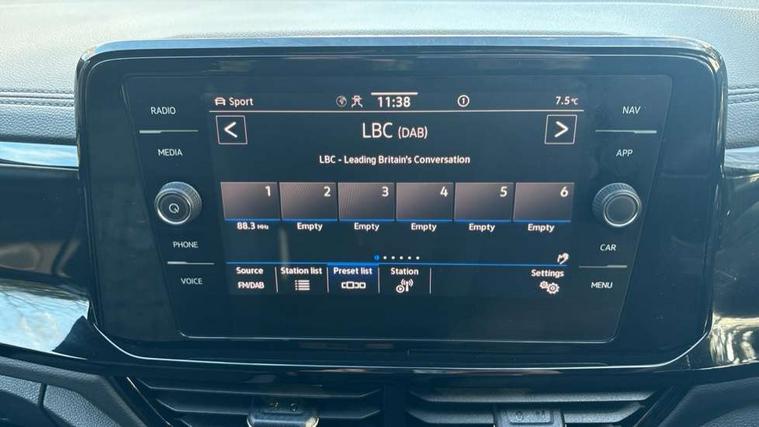 RADIO
MEDIA
PHONE
VOICE
Sport 11:38 7.5°C
LBC (DAB)
LBC - Leading Britain's Conversation
1 2 3 4 5 6
88.3 MHz Empty Empty Empty Empty Empty
Source Station list Preset list Station Settings
FM/DAB
NAV
APP
CAR
MENU